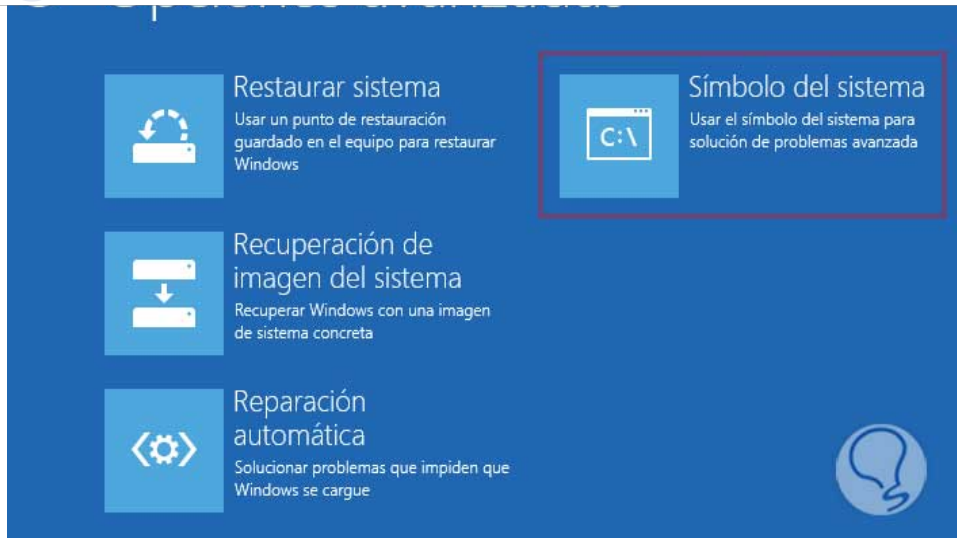 Opciones avanzadas
Restaurar sistema
Usar un punto de restauración
guardado en el equipo para restaurar
Windows
Símbolo del sistema
Usar el símbolo del sistema para
solución de problemas avanzada
C:\
Recuperación de
imagen del sistema
Recuperar Windows con una imagen
de sistema concreta
Reparación
automática
Solucionar problemas que impiden que
Windows se cargue